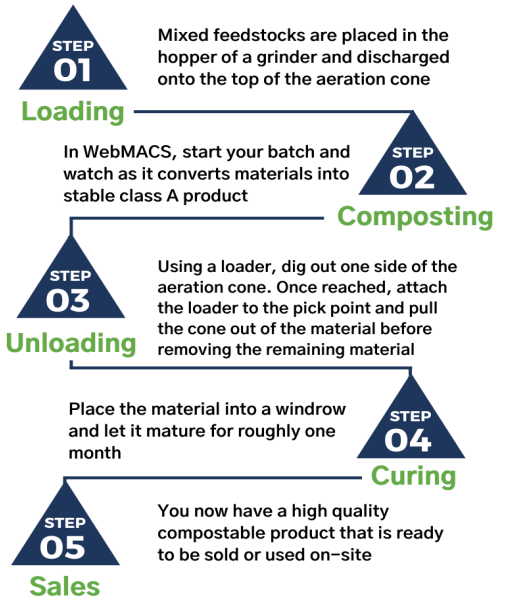 STEP
01
Loading
Mixed feedstocks are placed in the
hopper of a grinder and discharged
onto the top of the aeration cone
In WebMACS, start your batch and
watch as it converts materials into
stable class A product
STEP
02
Composting
STEP
03
Unloading
Using a loader, dig out one side of the
aeration cone. Once reached, attach
the loader to the pick point and pull
the cone out of the material before
removing the remaining material
Place the material into a windrow
and let it mature for roughly one
month
STEP
04
Curing
STEP
05
Sales
You now have a high quality
compostable product that is ready
to be sold or used on-site